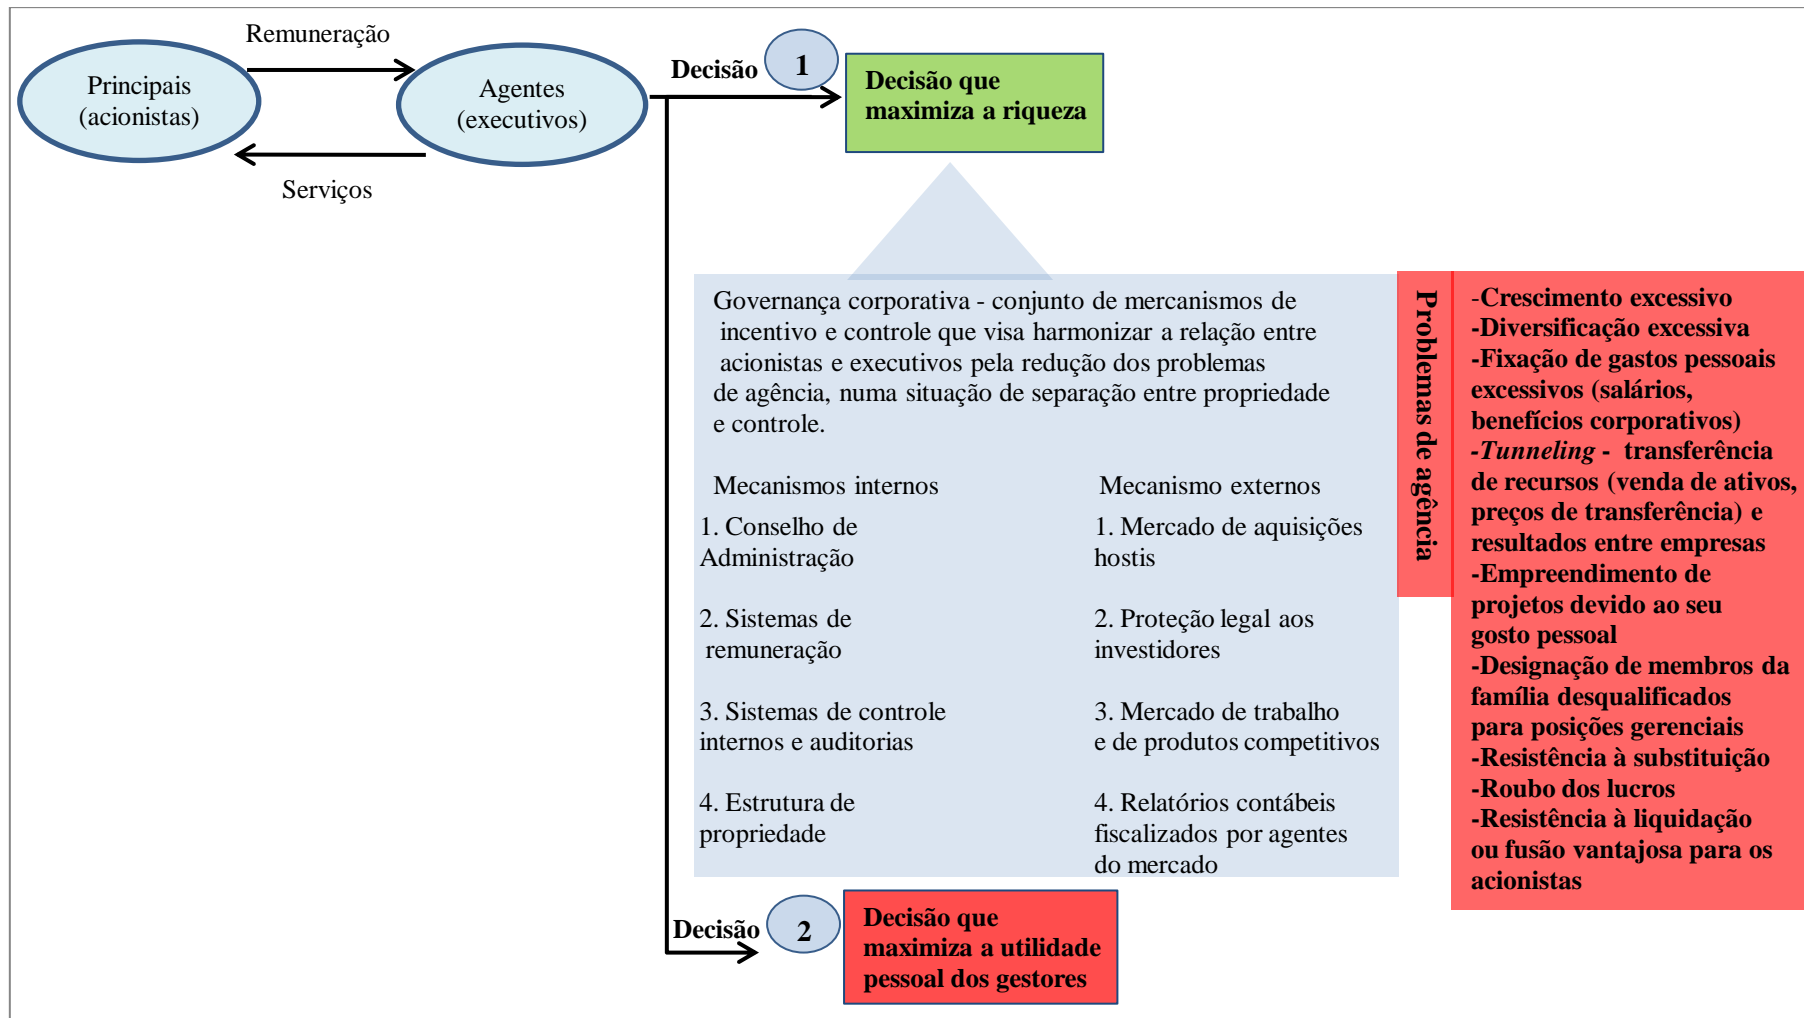 Remuneração
Principais
(acionistas)
Agentes
(executivos)
Serviços
Decisão
1
Decisão que
maximiza a riqueza
Governança corporativa - conjunto de mercanismos de
incentivo e controle que visa harmonizar a relação entre
acionistas e executivos pela redução dos problemas
de agência, numa situação de separação entre propriedade
e controle.
Mecanismos internos
1. Conselho de
Administração
2. Sistemas de
remuneração
3. Sistemas de controle
internos e auditorias
4. Estrutura de
propriedade
Mecanismo externos
1. Mercado de aquisições
hostis
2. Proteção legal aos
investidores
3. Mercado de trabalho
e de produtos competitivos
4. Relatórios contábeis
fiscalizados por agentes
do mercado
Problemas de agência
-Crescimento excessivo
-Diversificação excessiva
-Fixação de gastos pessoais
excessivos (salários,
benefícios corporativos)
-Tunneling - transferência
de recursos (venda de ativos,
preços de transferência) e
resultados entre empresas
-Empreendimento de
projetos devido ao seu
gosto pessoal
-Designação de membros da
família desqualificados
para posições gerenciais
-Resistência à substituição
-Roubo dos lucros
-Resistência à liquidação
ou fusão vantajosa para os
acionistas
Decisão
2
Decisão que
maximiza a utilidade
pessoal dos gestores